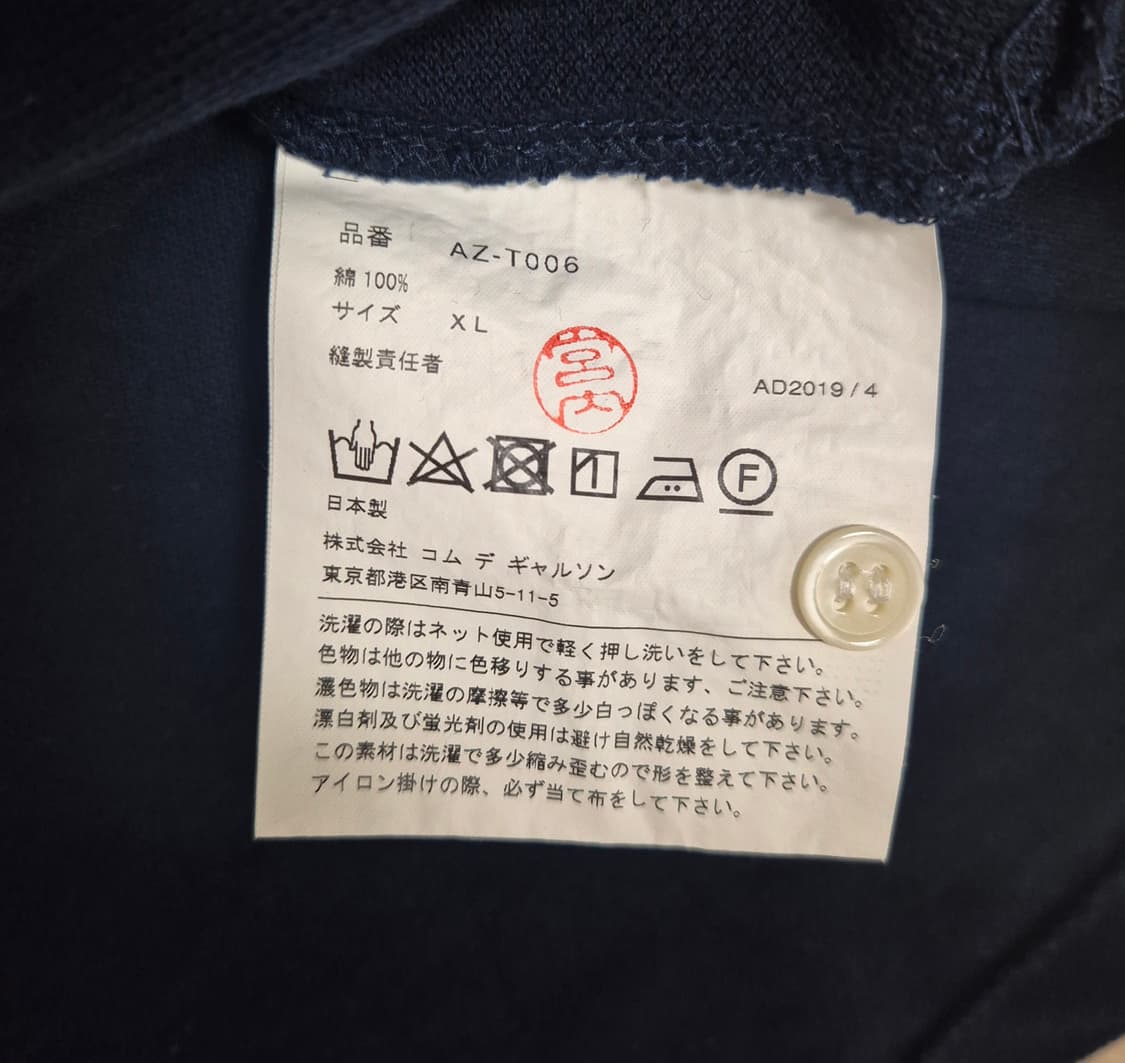 品番 AZ-T006
綿 100%
サイズ XL
縫製責任者
宮内
AD2019/4
F
日本製
株式会社 コム デ ギャルソン
東京都港区南青山5-11-5
洗濯の際はネット使用で軽く押し洗いをして下さい。
色物は他の物に色移りする事があります、ご注意下さい。
濃色物は洗濯の摩擦等で多少白っぽくなる事があります。
漂白剤及び蛍光剤の使用は避け自然乾燥をして下さい。
この素材は洗濯で多少縮み歪むので形を整えて下さい。
アイロン掛けの際、必ず当て布をして下さい。